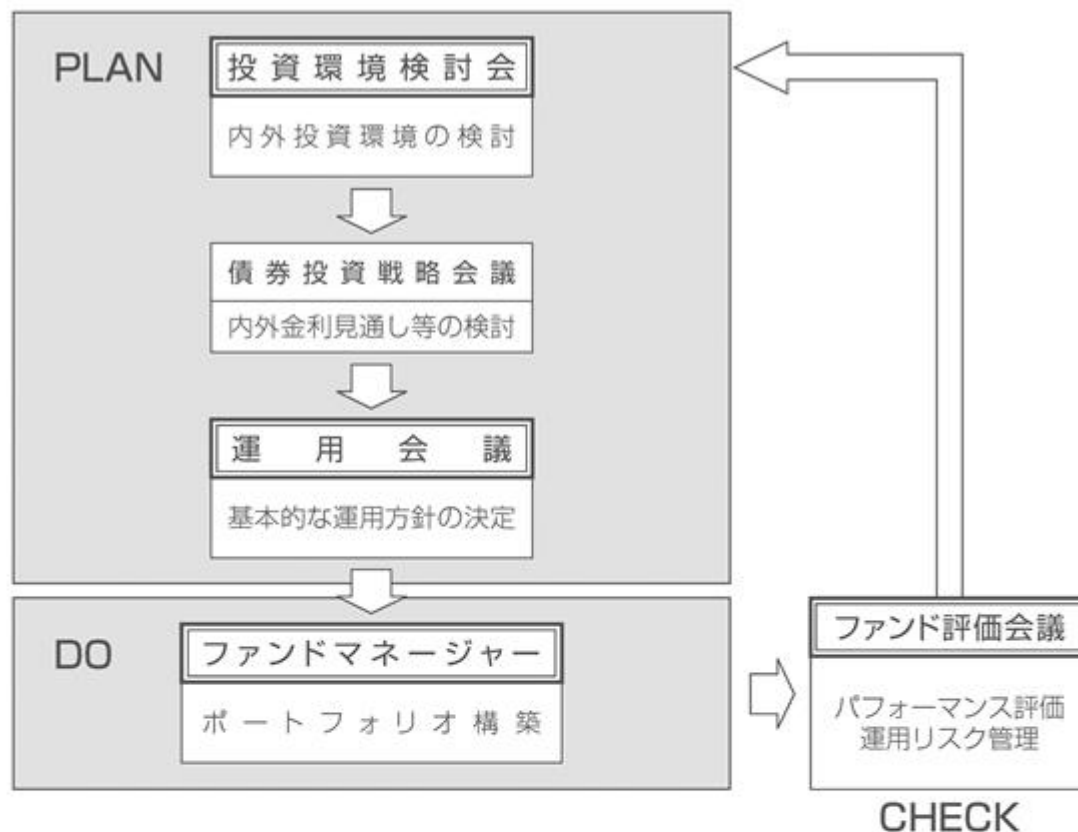 PLAN
投資環境検討会
内外投資環境の検討
債券投資戦略会議
内外金利見通し等の検討
運用会議
基本的な運用方針の決定
DO
ファンドマネージャー
ポートフォリオ構築
ファンド評価会議
パフォーマンス評価
運用リスク管理
CHECK